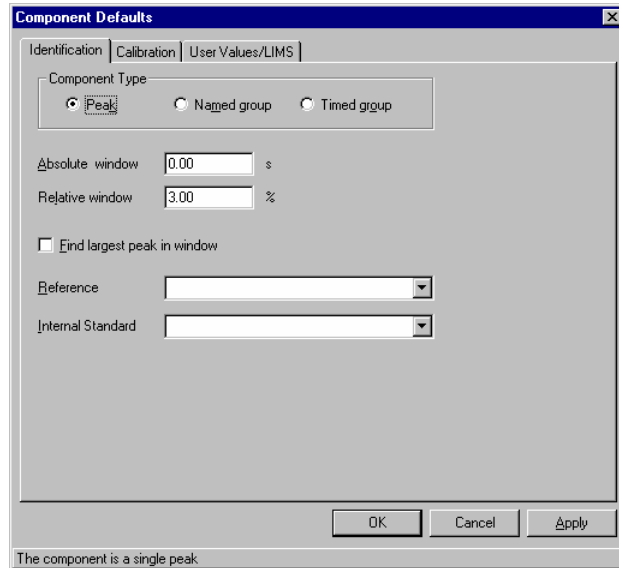 Component Defaults
Identification Calibration User Values/LIMS
Component Type
Peak Named group Timed group
Absolute window 0.00 s
Relative window 3.00 %
Find largest peak in window
Reference
Internal Standard
OK Cancel Apply
The component is a single peak